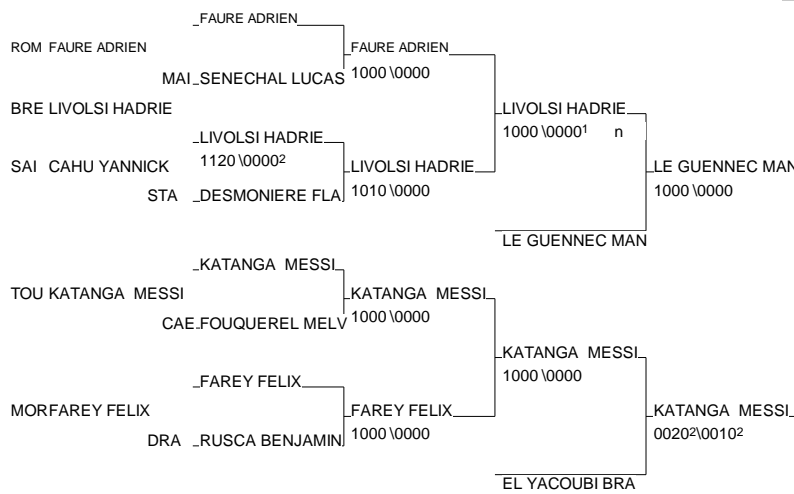 FAURE ADRIEN
ROM FAURE ADRIEN FAURE ADRIEN
MAI SENECHAL LUCAS 1000 \0000
BRE LIVOLSI HADRIE LIVOLSI HADRIE
LIVOLSI HADRIE 1000 \0000¹ n
1120 \0000²
SAI CAHU YANNICK LIVOLSI HADRIE LE GUENNEC MAN
STA DESMONIERE FLA 1010 \0000 1000 \0000
LE GUENNEC MAN
KATANGA MESSI
TOU KATANGA MESSI KATANGA MESSI
CAE FOUQUEREL MELV 1000 \0000
KATANGA MESSI
1000 \0000
FAREY FELIX
MOR FAREY FELIX FAREY FELIX KATANGA MESSI
DRA RUSCA BENJAMIN 1000 \0000 0020²\0010²
EL YACOUBI BRA